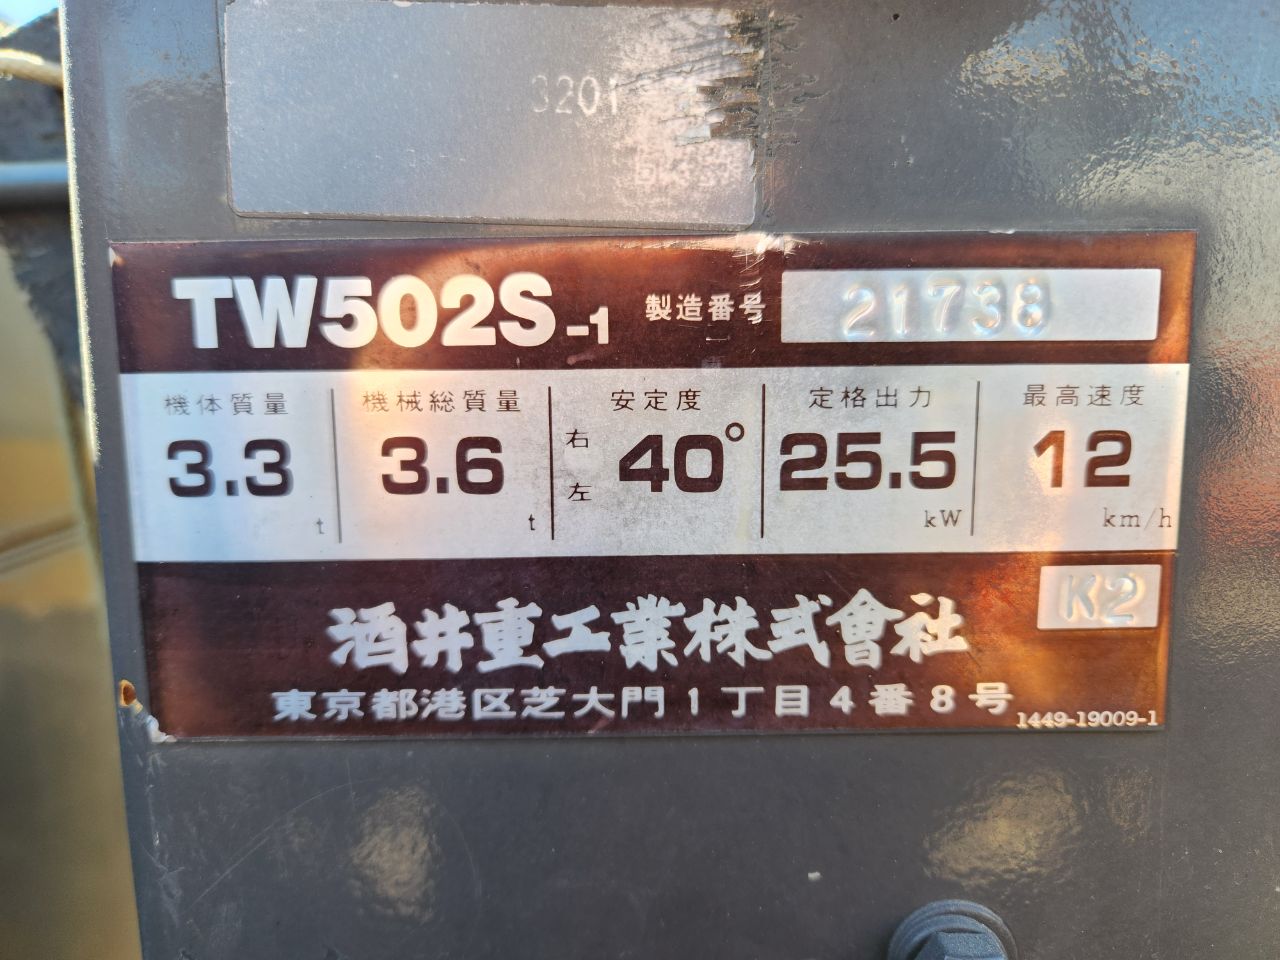 3201
TW502S-1 製造番号 21738
機体質量 機械総質量 安定度 定格出力 最高速度
3.3 t 3.6 t 右 左 40° 25.5 kW 12 km/h
K2
酒井重工業株式會社
東京都港区芝大門1丁目4番8号
1449-19009-1